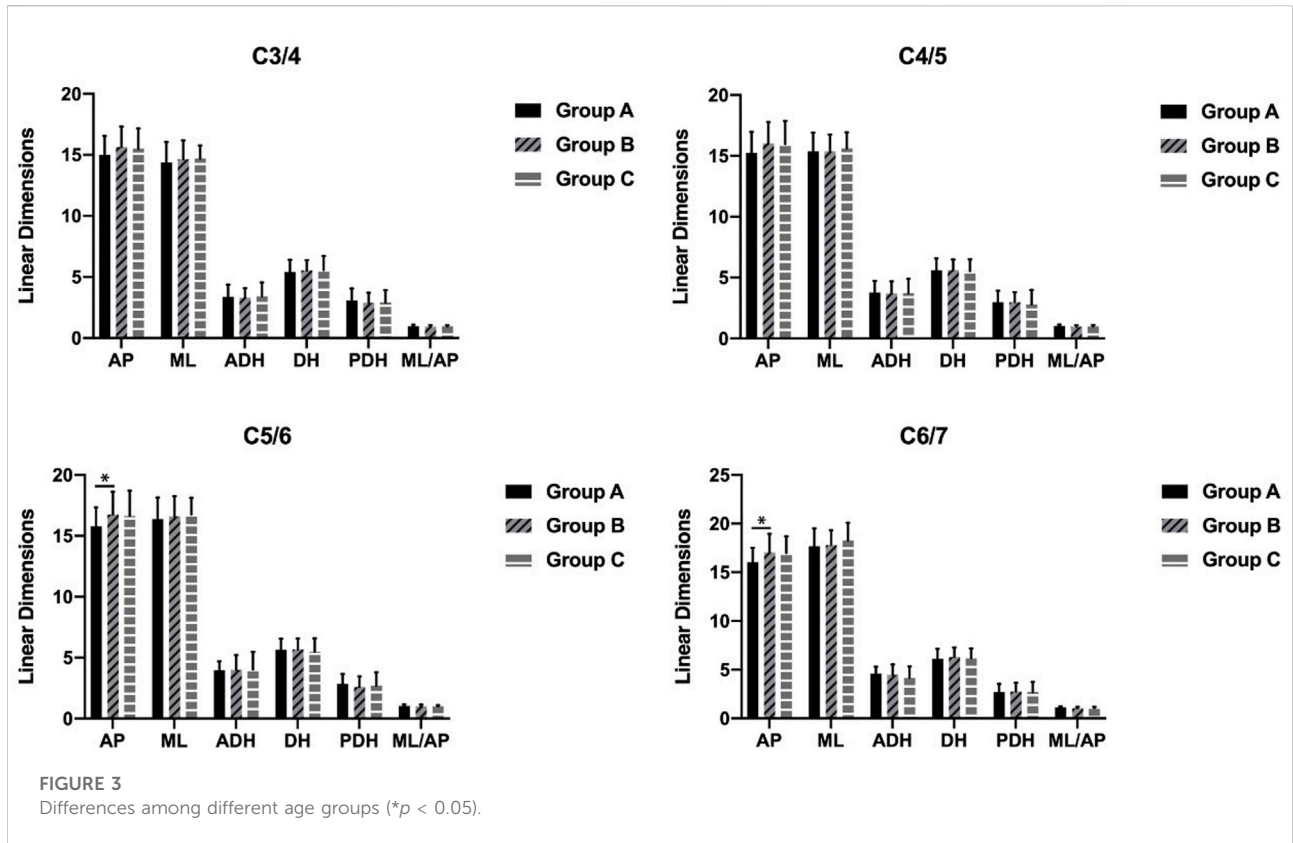 C3/4
Linear Dimensions
20
15
10
5
0
AP ML ADH DH PDH ML/AP
Group A
Group B
Group C
C4/5
Linear Dimensions
20
15
10
5
0
AP ML ADH DH PDH ML/AP
Group A
Group B
Group C
C5/6
Linear Dimensions
20
15
10
5
0
*
AP ML ADH DH PDH ML/AP
Group A
Group B
Group C
C6/7
Linear Dimensions
25
20
15
10
5
0
*
AP ML ADH DH PDH ML/AP
Group A
Group B
Group C
FIGURE 3
Differences among different age groups (*p < 0.05).